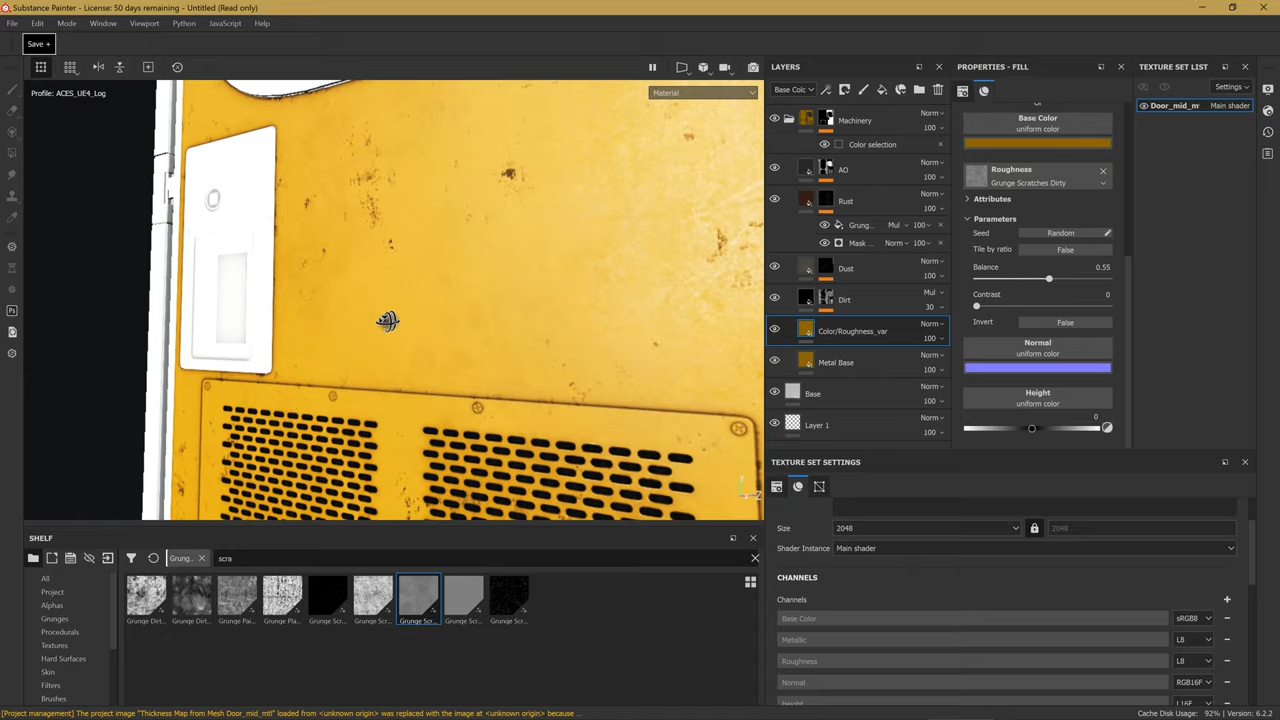 Substance Painter - License: 50 days remaining - Untitled (Read only)
File Edit Mode Window Viewport Python JavaScript Help
Save +
Profile: ACES_UE4_Log
Material
LAYERS
Base Colc
Machinery
Norm
100
Color selection
AO
Norm
100
Rust
Norm
100
Grung... Mul 100
Mask ... Norm 100
Dust
Norm
100
Dirt
Mul
30
Color/Roughness_var
Norm
100
Metal Base
Norm
100
Base
Norm
100
Layer 1
Norm
100
PROPERTIES - FILL
Base Color
uniform color
Roughness
Grunge Scratches Dirty
Attributes
Parameters
Seed Random
Tile by ratio False
Balance 0.55
Contrast 0
Invert False
Normal
uniform color
Height
uniform color
0
TEXTURE SET LIST
Settings
Door_mid_mt Main shader
TEXTURE SET SETTINGS
Size 2048 2048
Shader Instance Main shader
CHANNELS
Channels
Base Color sRGB8
Metallic L8
Roughness L8
Normal RGB16F
Height L16F
SHELF
Grung... scra
All
Project
Alphas
Grunges
Procedurals
Textures
Hard Surfaces
Skin
Filters
Brushes
Grunge Dirt... Grunge Dirt... Grunge Pai... Grunge Pla... Grunge Scr... Grunge Scr... Grunge Scr... Grunge Scr... Grunge Scr...
[Project management] The project image "Thickness Map from Mesh Door_mid_mtl" loaded from <unknown origin> was replaced with the image at <unknown origin> because ...
Cache Disk Usage: 92% | Version: 6.2.2